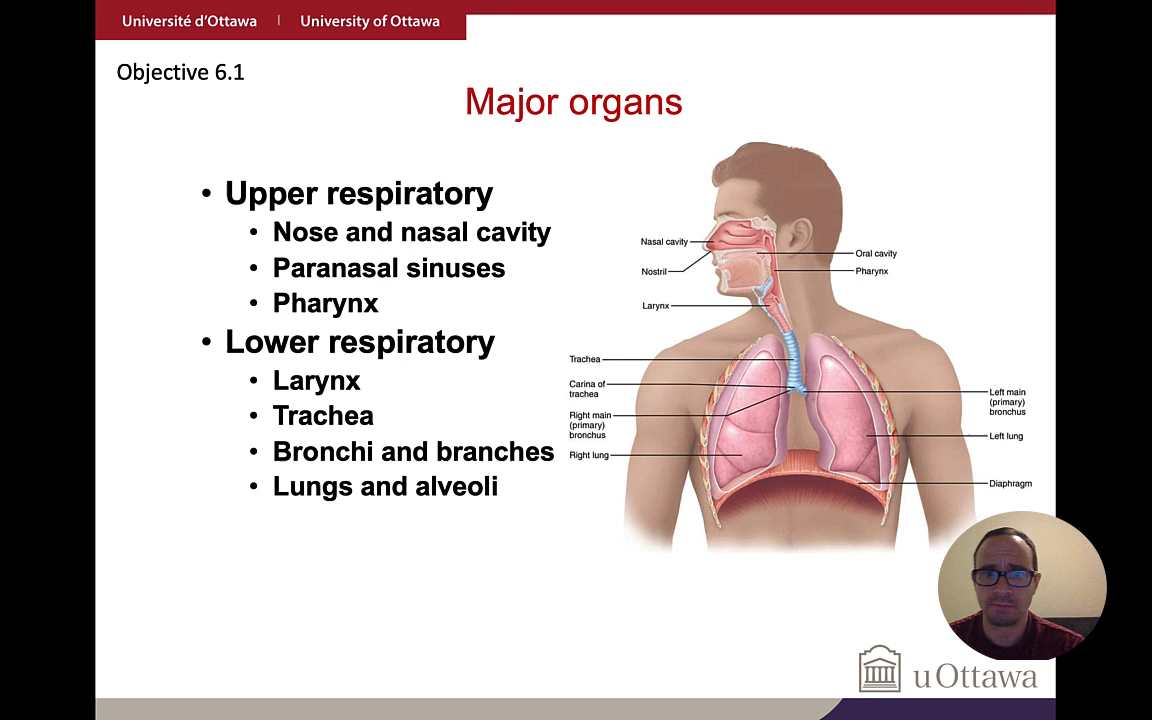 Université d'Ottawa | University of Ottawa
Objective 6.1
Major organs
• Upper respiratory
• Nose and nasal cavity
• Paranasal sinuses
• Pharynx
• Lower respiratory
• Larynx
• Trachea
• Bronchi and branches
• Lungs and alveoli
Nasal cavity
Nostril
Larynx
Trachea
Carina of
trachea
Right main
(primary)
bronchus
Right lung
Oral cavity
Pharynx
Left main
(primary)
bronchus
Left lung
Diaphragm
uOttawa